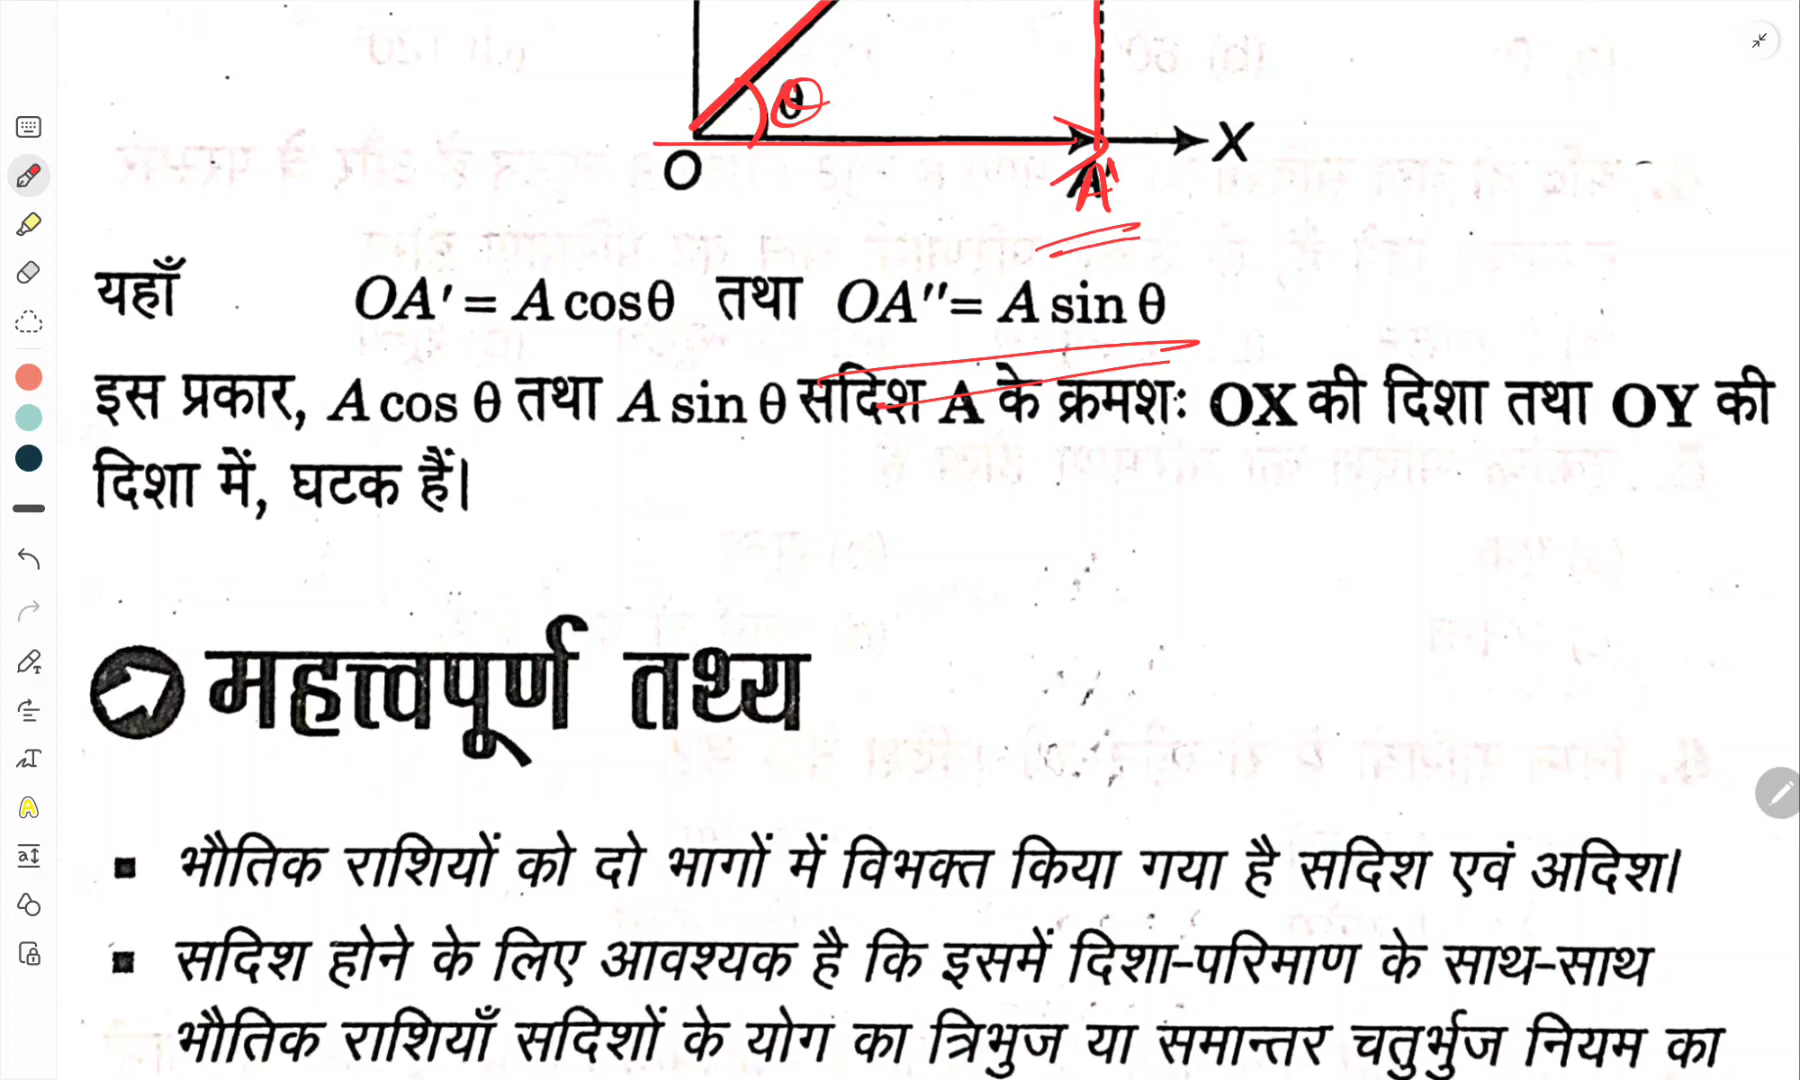 θ
X
O
A'
यहाँ OA′ = A cosθ तथा OA″= A sin θ
इस प्रकार, A cos θ तथा A sin θ सदिश A के क्रमशः OX की दिशा तथा OY की
दिशा में, घटक हैं।
महत्त्वपूर्ण तथ्य
▪ भौतिक राशियों को दो भागों में विभक्त किया गया है सदिश एवं अदिश।
▪ सदिश होने के लिए आवश्यक है कि इसमें दिशा-परिमाण के साथ-साथ
भौतिक राशियाँ सदिशों के योग का त्रिभुज या समान्तर चतुर्भुज नियम का